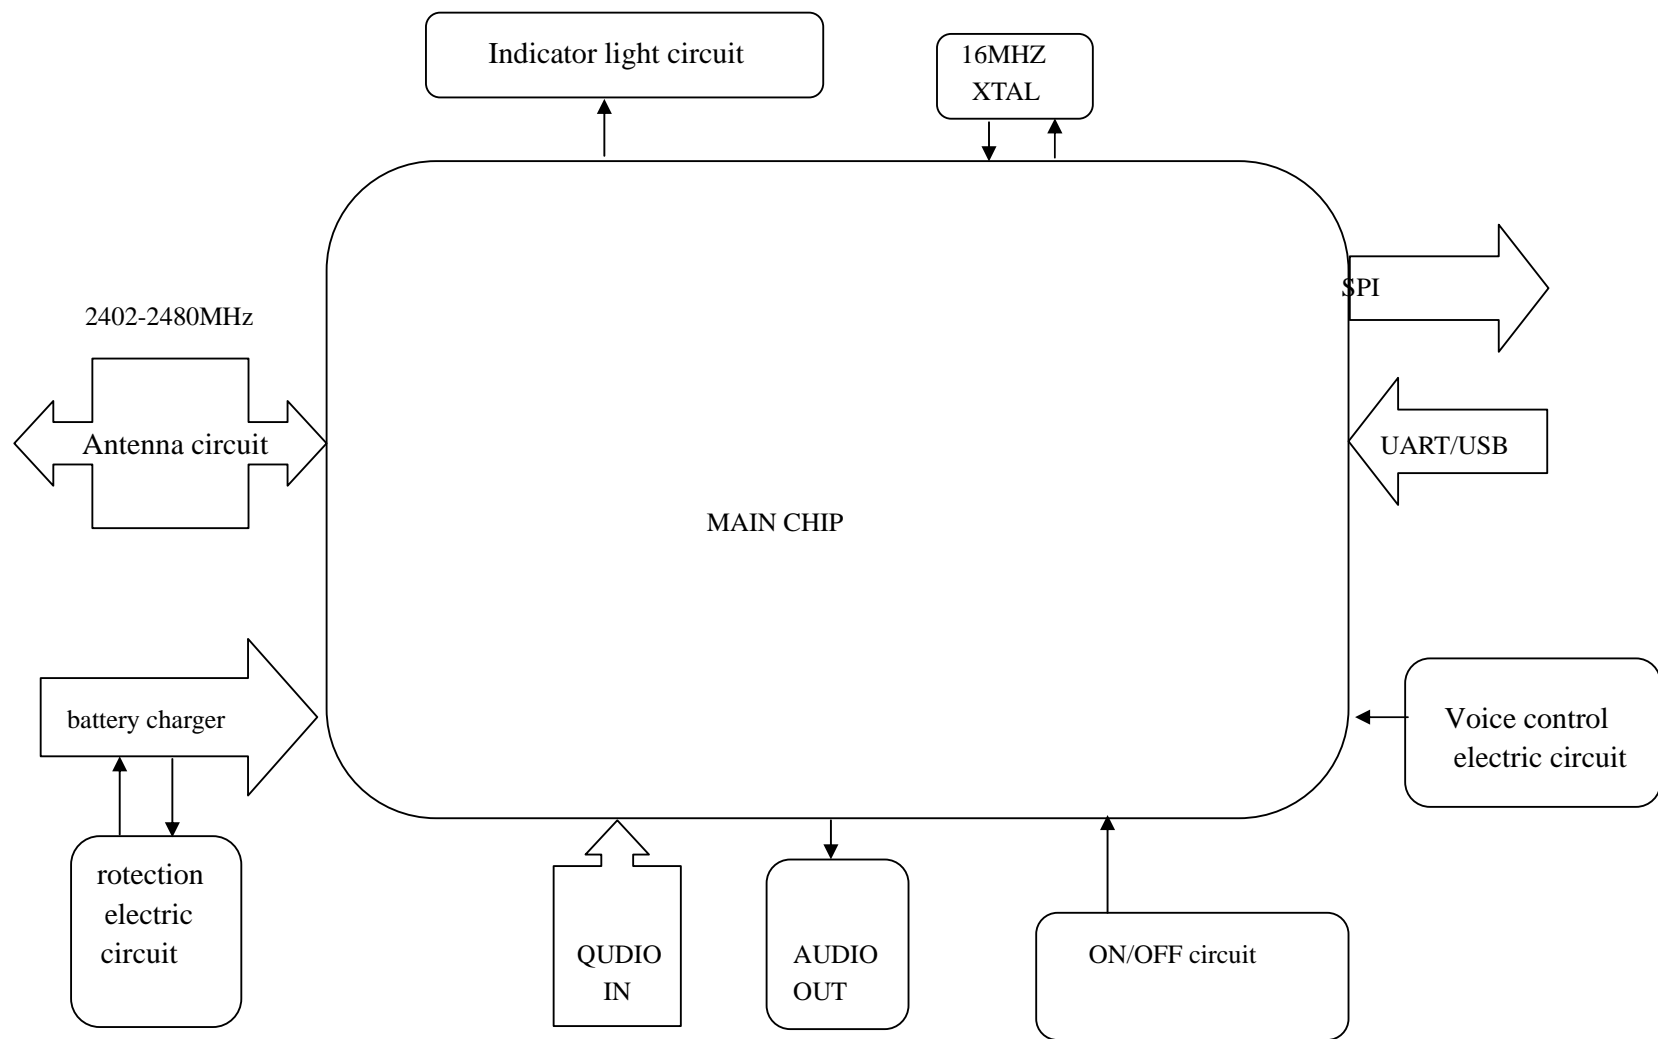 Indicator light circuit
16MHZ
XTAL
2402-2480MHz
SPI
Antenna circuit
UART/USB
MAIN CHIP
battery charger
Voice control
electric circuit
rotection
electric
circuit
QUDIO
IN
AUDIO
OUT
ON/OFF circuit